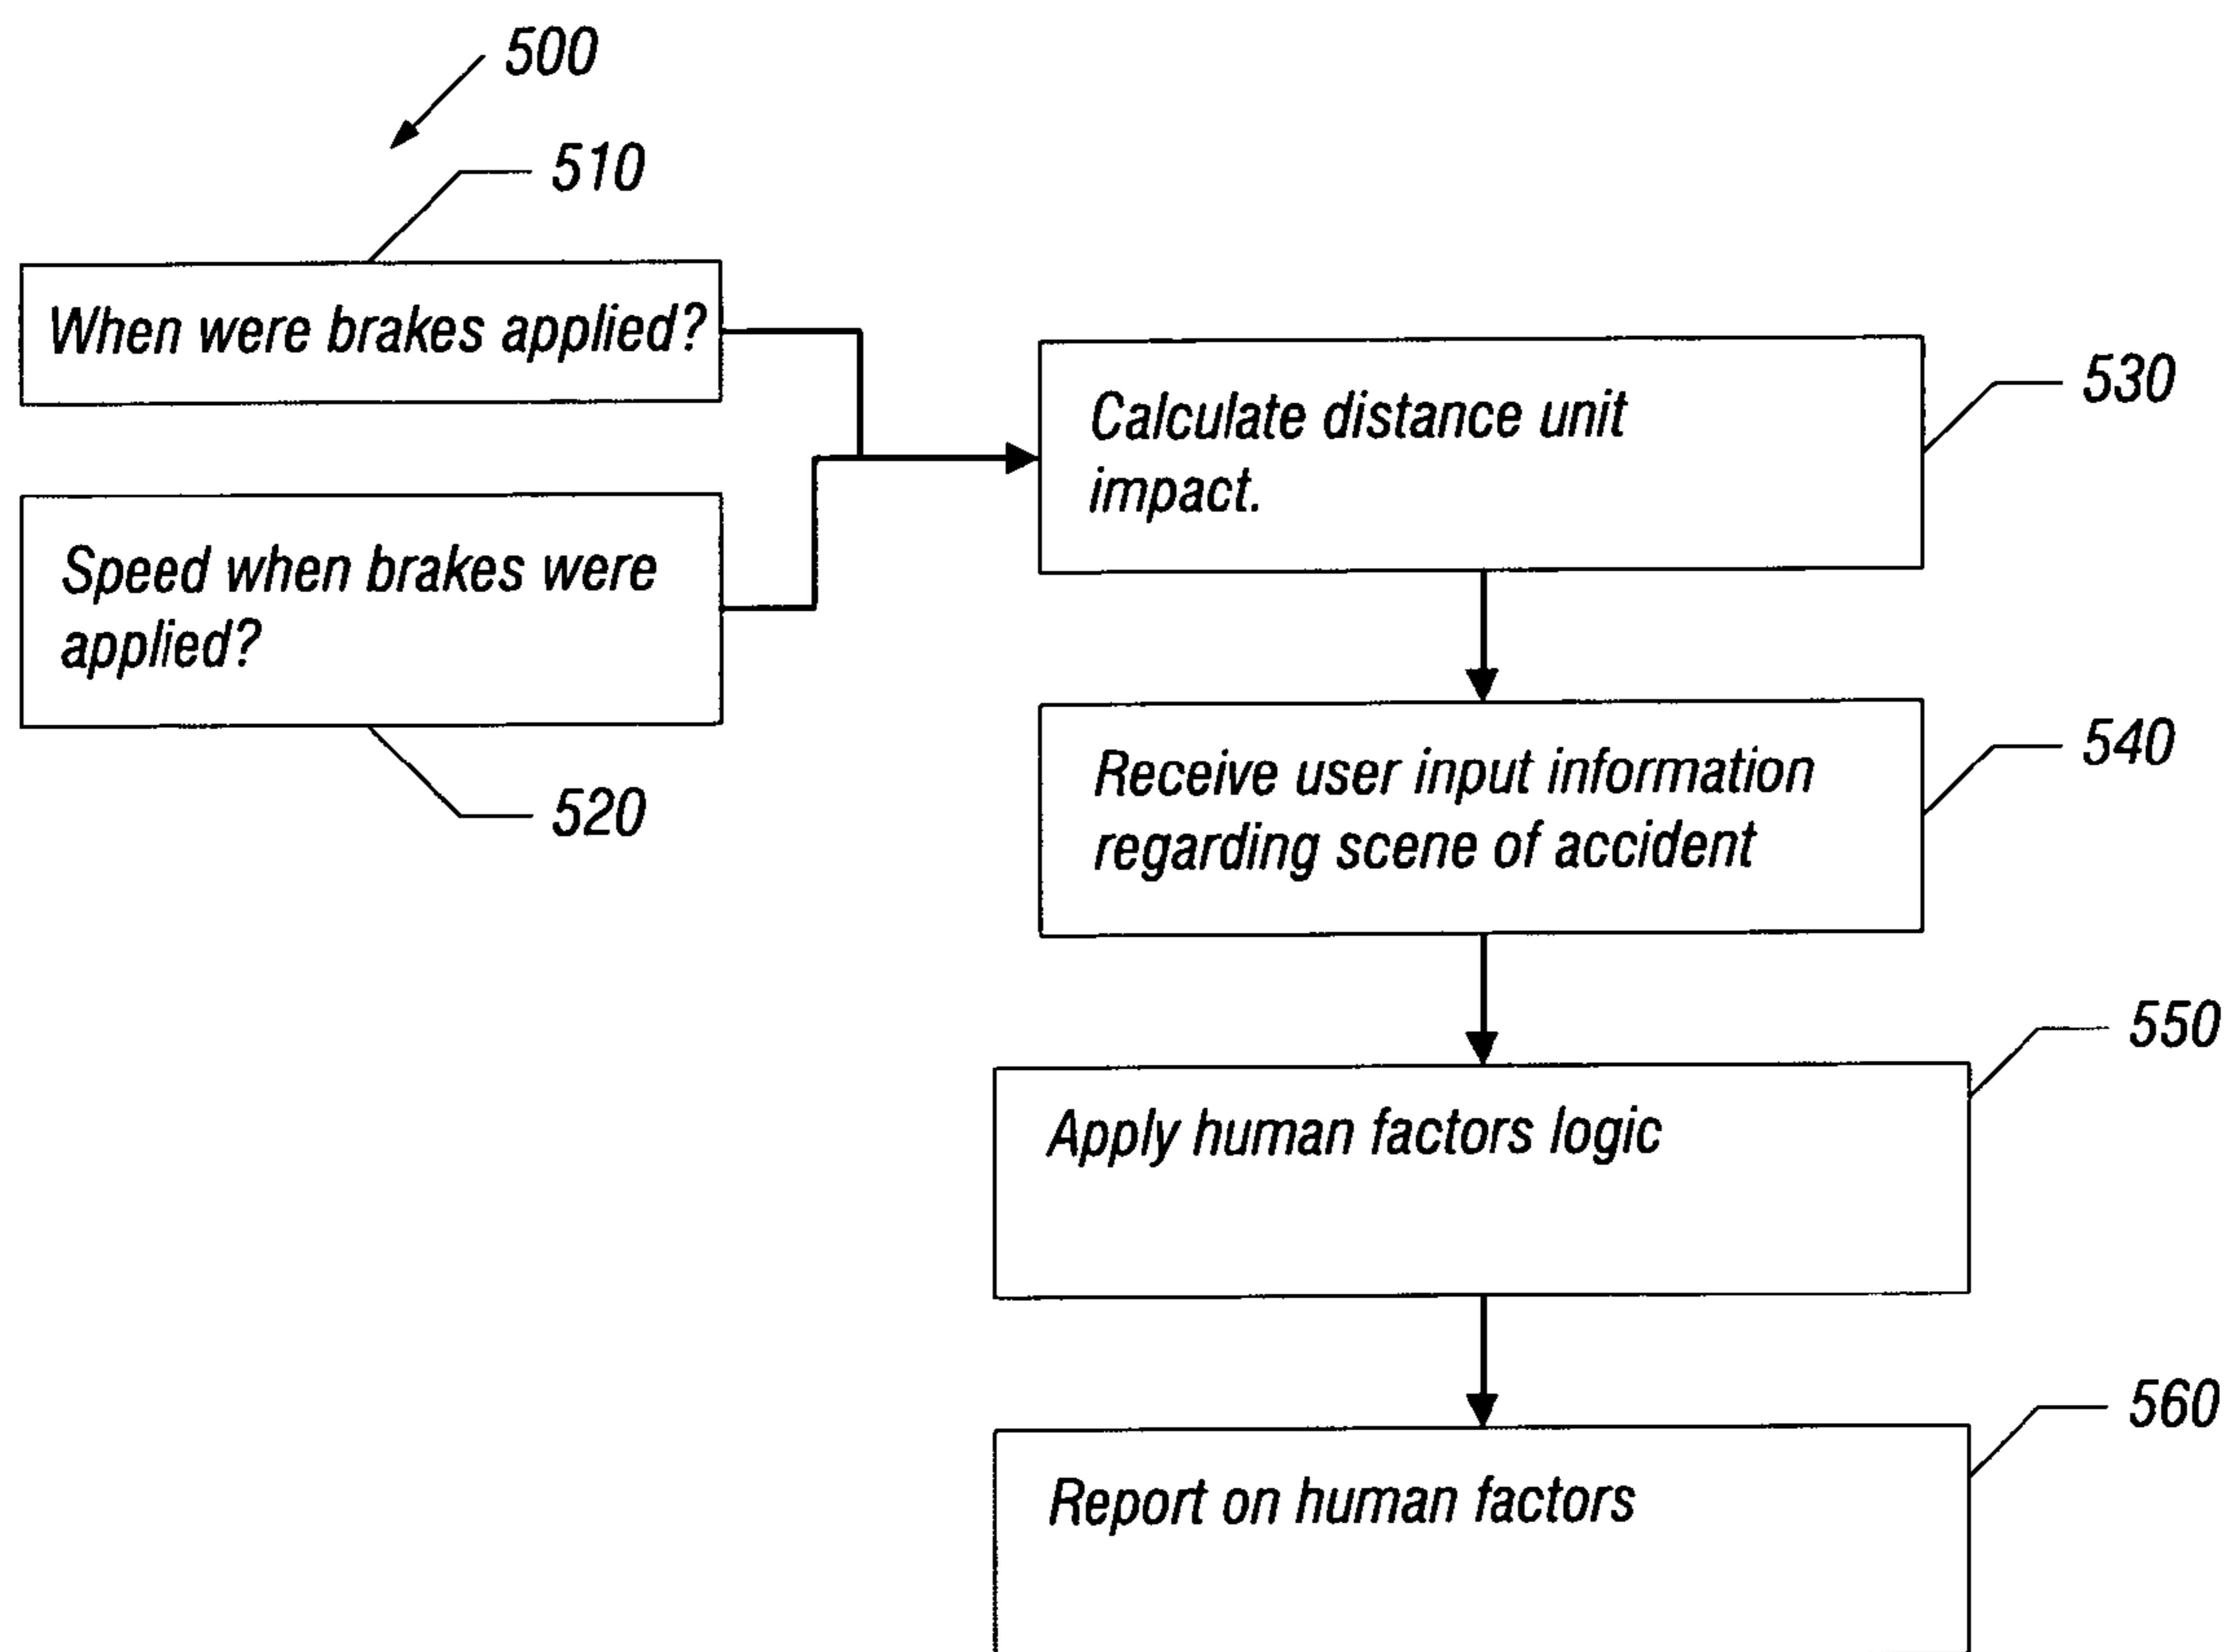 500
510
When were brakes applied?
Speed when brakes were
applied?
520
Calculate distance unit
impact.
530
Receive user input information
regarding scene of accident
540
Apply human factors logic
550
Report on human factors
560